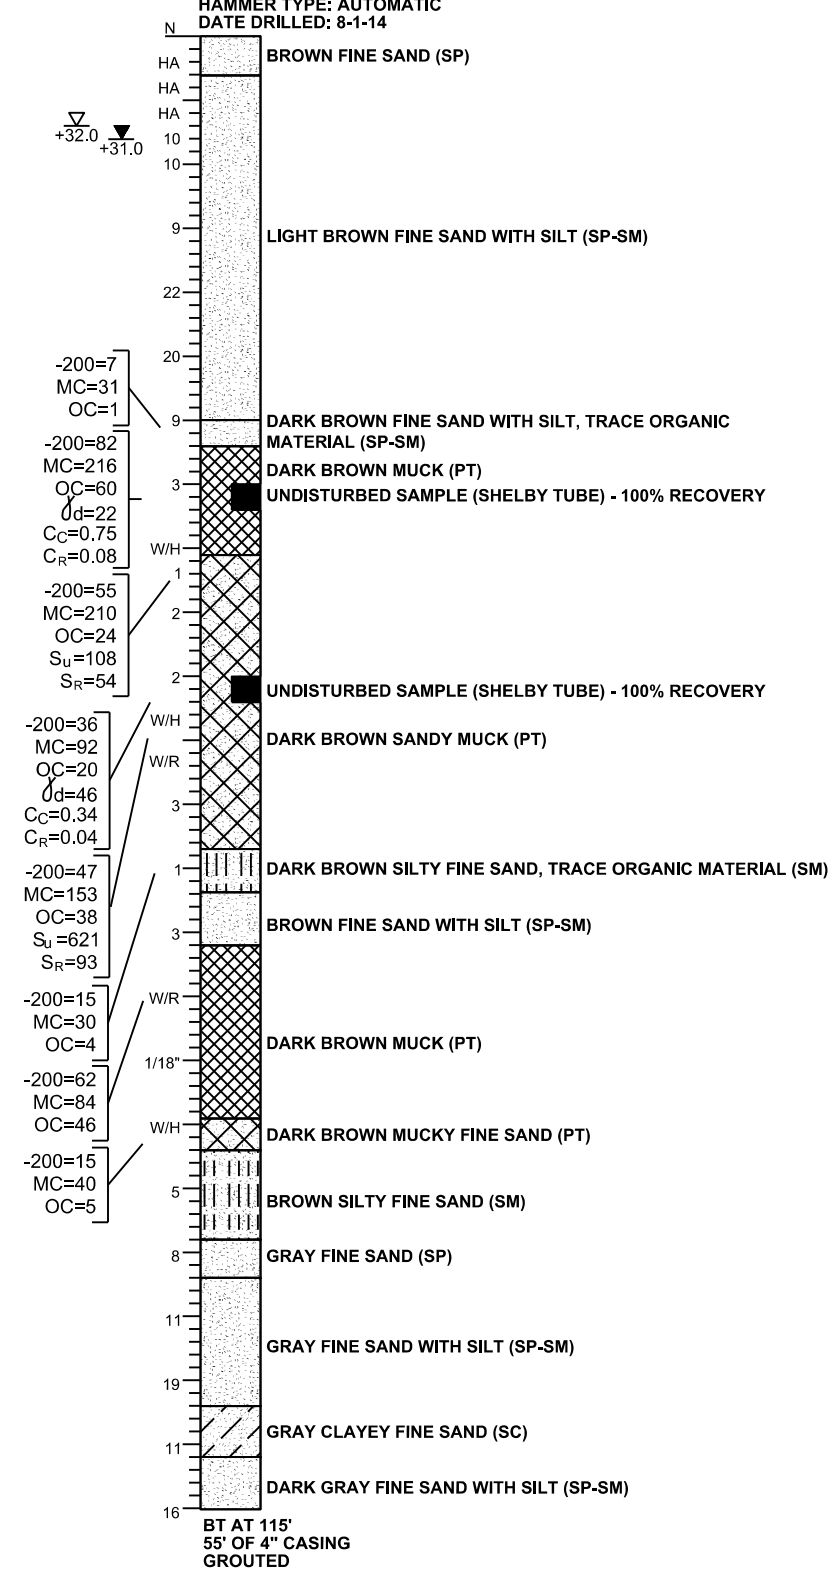 HAMMER TYPE: AUTOMATIC
DATE DRILLED: 8-1-14
N
BROWN FINE SAND (SP)
HA
HA
HA
+32.0
+31.0
10
10
9
LIGHT BROWN FINE SAND WITH SILT (SP-SM)
22
20
-200=7
MC=31
OC=1
9
DARK BROWN FINE SAND WITH SILT, TRACE ORGANIC
MATERIAL (SP-SM)
-200=82
MC=216
OC=60
γd=22
CC=0.75
CR=0.08
DARK BROWN MUCK (PT)
3
UNDISTURBED SAMPLE (SHELBY TUBE) - 100% RECOVERY
W/H
1
-200=55
MC=210
OC=24
Su=108
SR=54
2
2
UNDISTURBED SAMPLE (SHELBY TUBE) - 100% RECOVERY
-200=36
MC=92
OC=20
γd=46
CC=0.34
CR=0.04
W/H
DARK BROWN SANDY MUCK (PT)
W/R
3
-200=47
MC=153
OC=38
Su=621
SR=93
1
DARK BROWN SILTY FINE SAND, TRACE ORGANIC MATERIAL (SM)
BROWN FINE SAND WITH SILT (SP-SM)
3
-200=15
MC=30
OC=4
W/R
DARK BROWN MUCK (PT)
1/18"
-200=62
MC=84
OC=46
W/H
DARK BROWN MUCKY FINE SAND (PT)
-200=15
MC=40
OC=5
5
BROWN SILTY FINE SAND (SM)
8
GRAY FINE SAND (SP)
11
GRAY FINE SAND WITH SILT (SP-SM)
19
GRAY CLAYEY FINE SAND (SC)
11
DARK GRAY FINE SAND WITH SILT (SP-SM)
16
BT AT 115'
55' OF 4" CASING
GROUTED